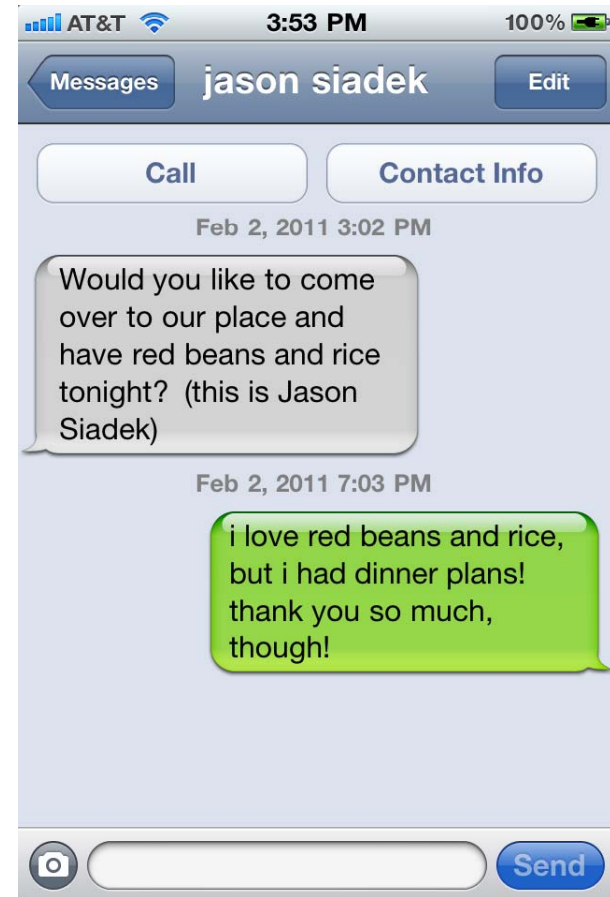 AT&T 3:53 PM 100%
Messages jason siadek Edit
Call Contact Info
Feb 2, 2011 3:02 PM
Would you like to come
over to our place and
have red beans and rice
tonight?  (this is Jason
Siadek)
Feb 2, 2011 7:03 PM
i love red beans and rice,
but i had dinner plans!
thank you so much,
though!
Send